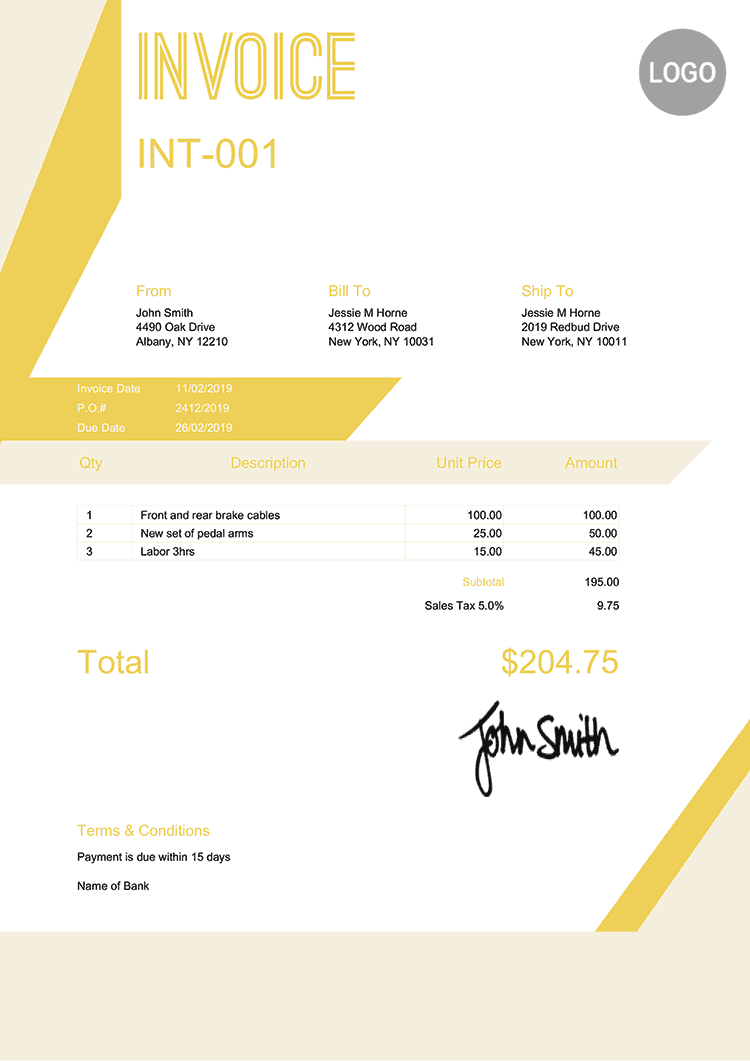 INVOICE
LOGO
INT-001
From Bill To Ship To
John Smith Jessie M Horne Jessie M Horne
4490 Oak Drive 4312 Wood Road 2019 Redbud Drive
Albany, NY 12210 New York, NY 10031 New York, NY 10011
Invoice Date 11/02/2019
P.O.# 2412/2019
Due Date 26/02/2019
Qty Description Unit Price Amount
1 Front and rear brake cables 100.00 100.00
2 New set of pedal arms 25.00 50.00
3 Labor 3hrs 15.00 45.00
Subtotal 195.00
Sales Tax 5.0% 9.75
Total $204.75
John Smith
Terms & Conditions
Payment is due within 15 days
Name of Bank